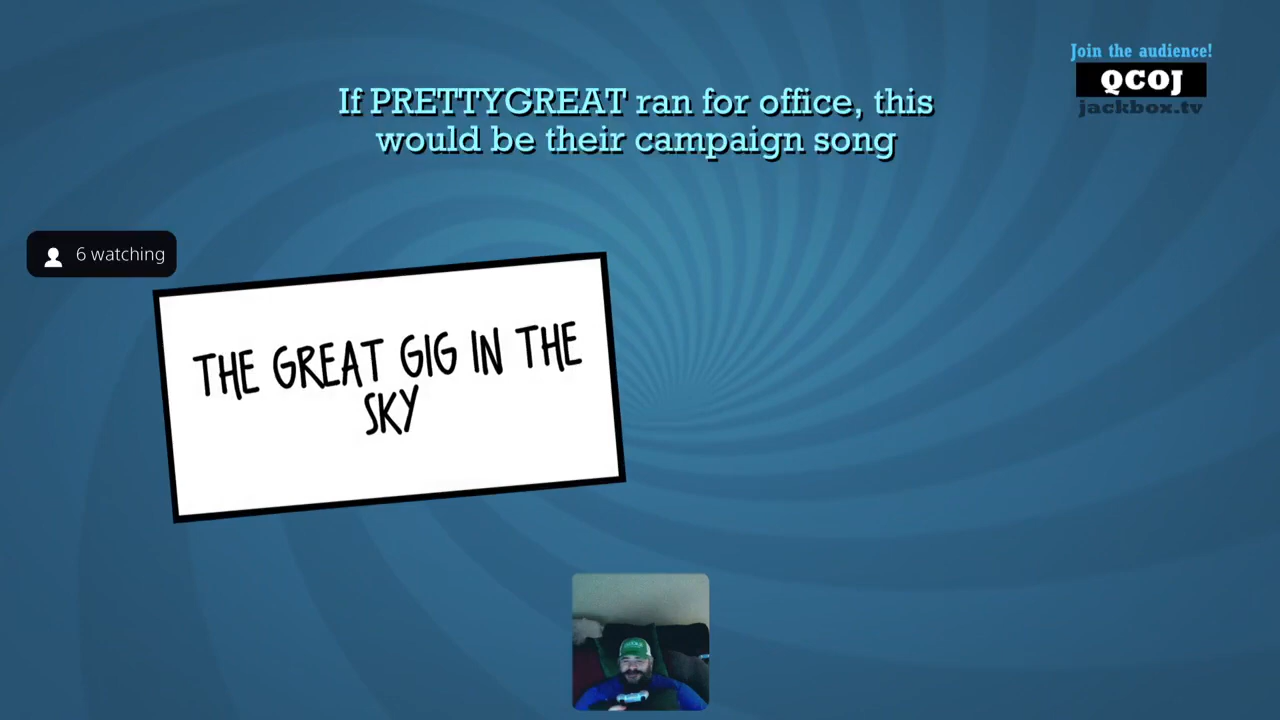 Join the audience!
QCOJ
jackbox.tv
If PRETTYGREAT ran for office, this
would be their campaign song
6 watching
THE GREAT GIG IN THE
SKY